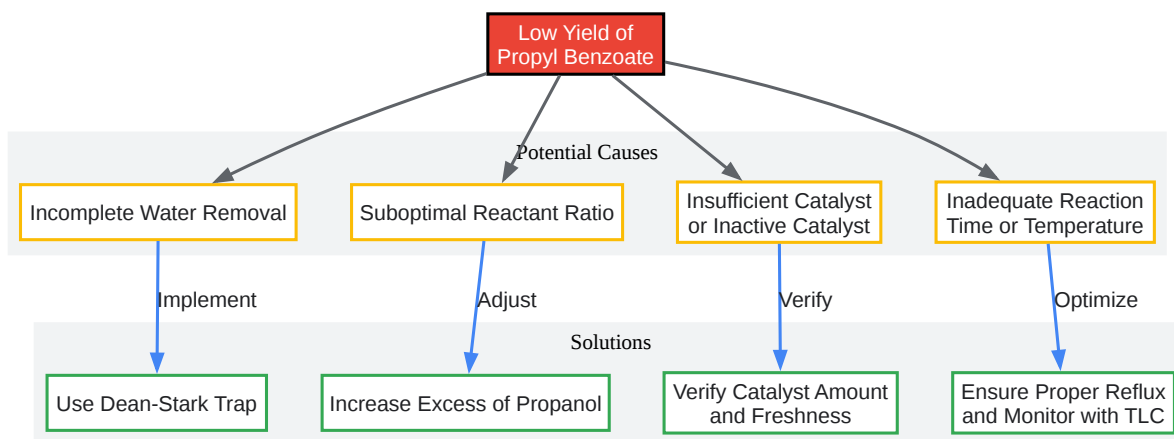 Low Yield of
Propyl Benzoate
Potential Causes
Incomplete Water Removal
Suboptimal Reactant Ratio
Insufficient Catalyst
or Inactive Catalyst
Inadequate Reaction
Time or Temperature
Implement
Adjust
Verify
Optimize
Solutions
Use Dean-Stark Trap
Increase Excess of Propanol
Verify Catalyst Amount
and Freshness
Ensure Proper Reflux
and Monitor with TLC